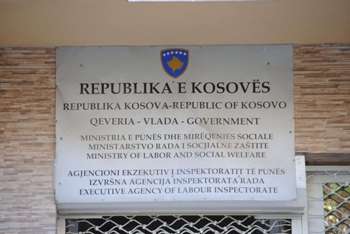 REPUBLIKA E KOSOVËS
REPUBLIKA KOSOVA-REPUBLIC OF KOSOVO
QEVERIA - VLADA - GOVERNMENT
MINISTRIA E PUNËS DHE MIRËQENIES SOCIALE
MINISTARSTVO RADA I SOCIJALNE ZAŠTITE
MINISTRY OF LABOR AND SOCIAL WELFARE
AGJENCIONI EKZEKUTIV I INSPEKTORATIT TË PUNËS
IZVRŠNA AGENCIJA INSPEKTORATA RADA
EXECUTIVE AGENCY OF LABOUR INSPECTORATE